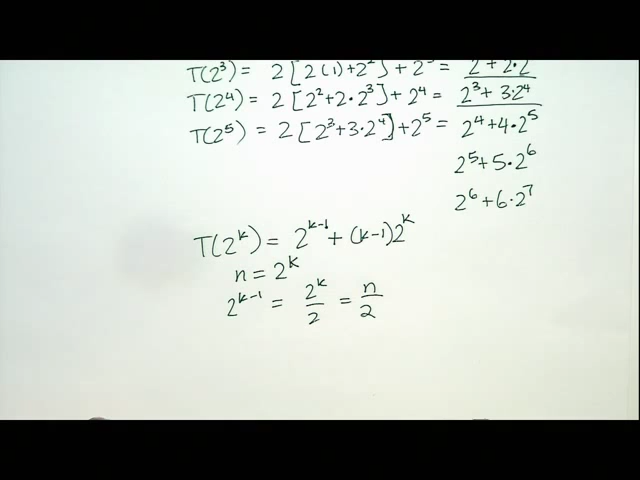 T(2³) = 2[2(1)+2²] + 2³ = 2² + 2·2³
T(2⁴) = 2[2²+2·2³] + 2⁴ = 2³ + 3·2⁴
T(2⁵) = 2[2³+3·2⁴] + 2⁵ = 2⁴ + 4·2⁵
2⁵ + 5·2⁶
2⁶ + 6·2⁷
T(2ᵏ) = 2ᵏ⁻¹ + (k-1)2ᵏ
n = 2ᵏ
2ᵏ⁻¹ = 2ᵏ/2 = n/2